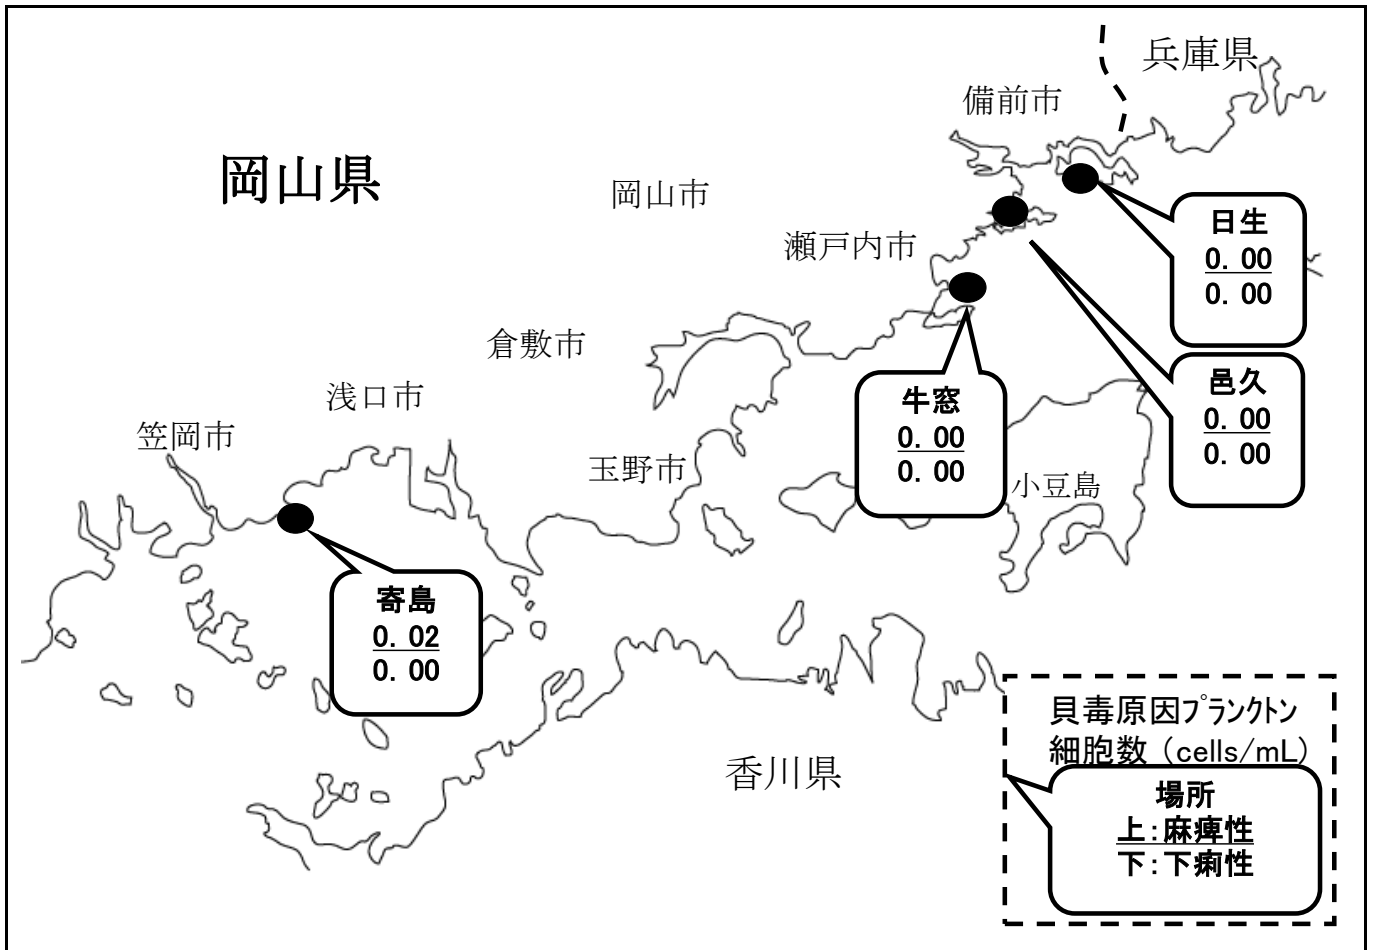 兵庫県
備前市
岡山県
岡山市
瀬戸内市
日生
0.00
0.00
倉敷市
浅口市
邑久
0.00
0.00
牛窓
0.00
0.00
笠岡市
玉野市
小豆島
寄島
0.02
0.00
香川県
貝毒原因ﾌﾟﾗﾝｸﾄﾝ
細胞数 (cells/mL)
場所
上:麻痺性
下:下痢性